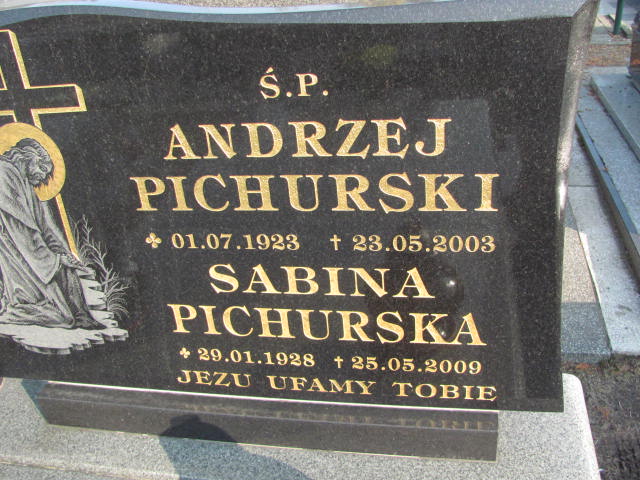 Ś.P.
ANDRZEJ
PICHURSKI
01.07.1923 † 23.05.2003
SABINA
PICHURSKA
29.01.1928 † 25.05.2009
JEZU UFAMY TOBIE